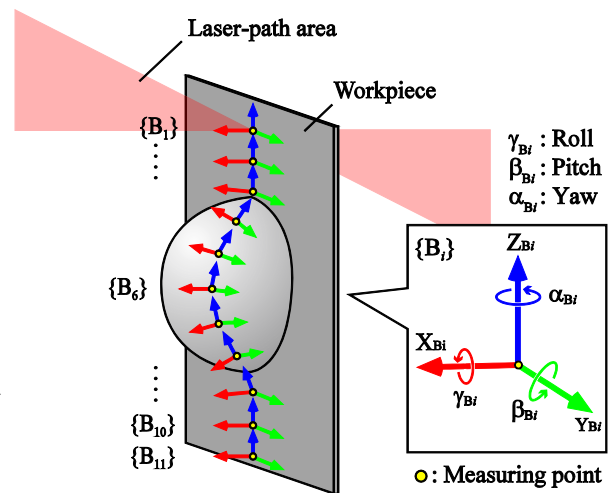 Laser-path area
Workpiece
{B1}
⋮
{B6}
⋮
{B10}
{B11}
γBi : Roll
βBi : Pitch
αBi : Yaw
{Bi}
ZBi
αBi
XBi
γBi
βBi
YBi
: Measuring point